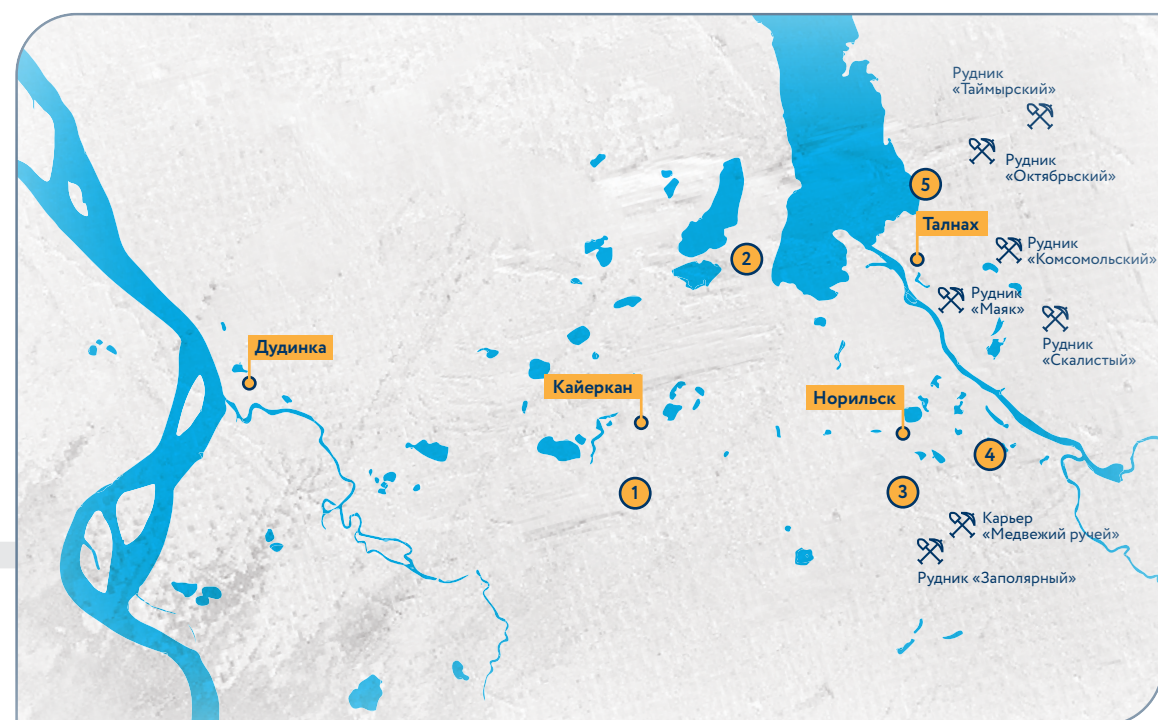 Рудник
«Таймырский»
Рудник
«Октябрьский»
5
Талнах
2
Рудник
«Комсомольский»
Рудник
«Маяк»
Рудник
«Скалистый»
Дудинка
Кайеркан
Норильск
4
1
3
Карьер
«Медвежий ручей»
Рудник «Заполярный»